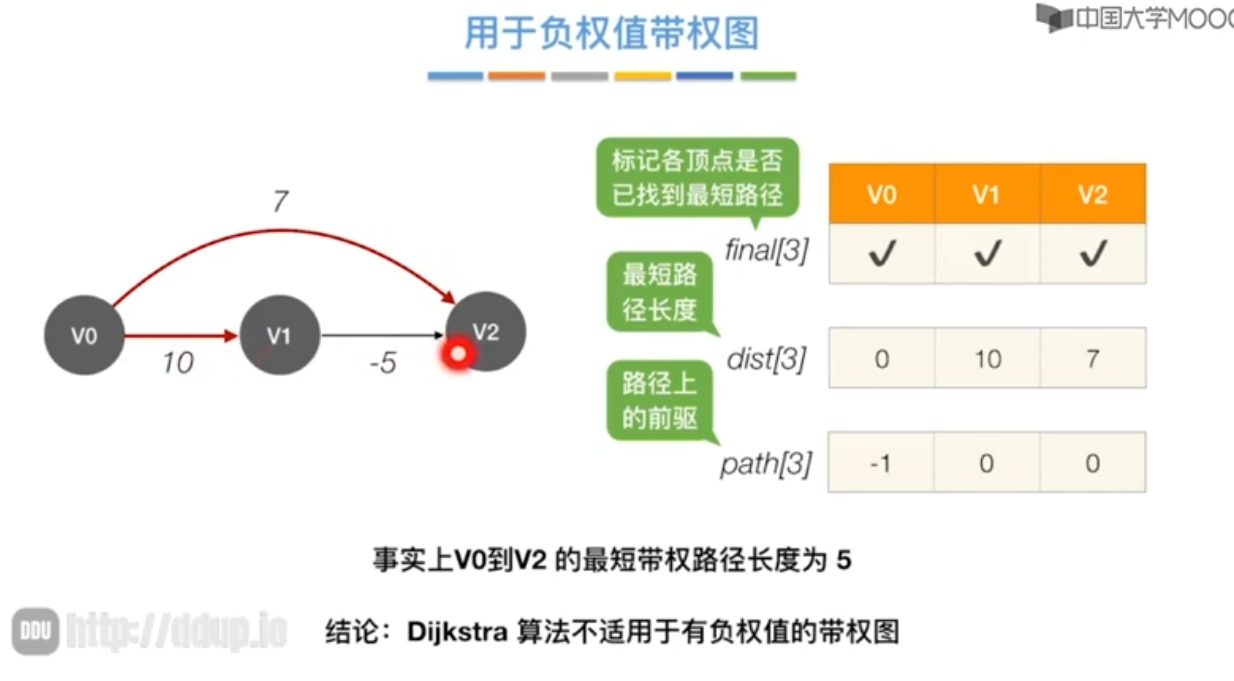 中国大学MOOC
用于负权值带权图
标记各顶点是否
已找到最短路径
V0 V1 V2
final[3] ✓ ✓ ✓
7
最短路
径长度
dist[3] 0 10 7
V0 V1 V2
10 -5
路径上
的前驱
path[3] -1 0 0
事实上V0到V2 的最短带权路径长度为 5
DDU http://ddup.io
结论：Dijkstra 算法不适用于有负权值的带权图